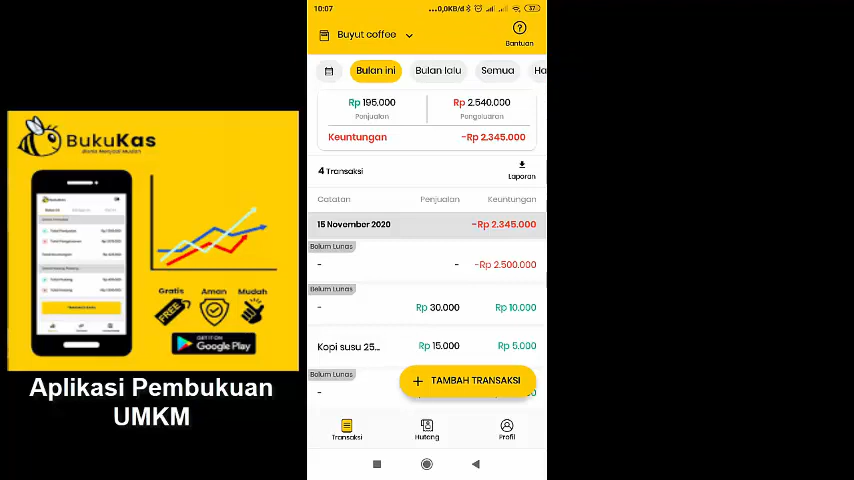 BukuKas
Gratis Aman Mudah
FREE
GET IT ON
Google Play
Aplikasi Pembukuan
UMKM
10:07
...0,0KB/d
37
Buyut coffee
Bantuan
Bulan ini Bulan lalu Semua Ha
Rp 195.000 Rp 2.540.000
Penjualan Pengeluaran
Keuntungan -Rp 2.345.000
4 Transaksi
Laporan
Catatan Penjualan Keuntungan
15 November 2020 -Rp 2.345.000
Belum Lunas
- - -Rp 2.500.000
Belum Lunas
- Rp 30.000 Rp 10.000
Kopi susu 25... Rp 15.000 Rp 5.000
Belum Lunas
-
+ TAMBAH TRANSAKSI
Transaksi Hutang Profil